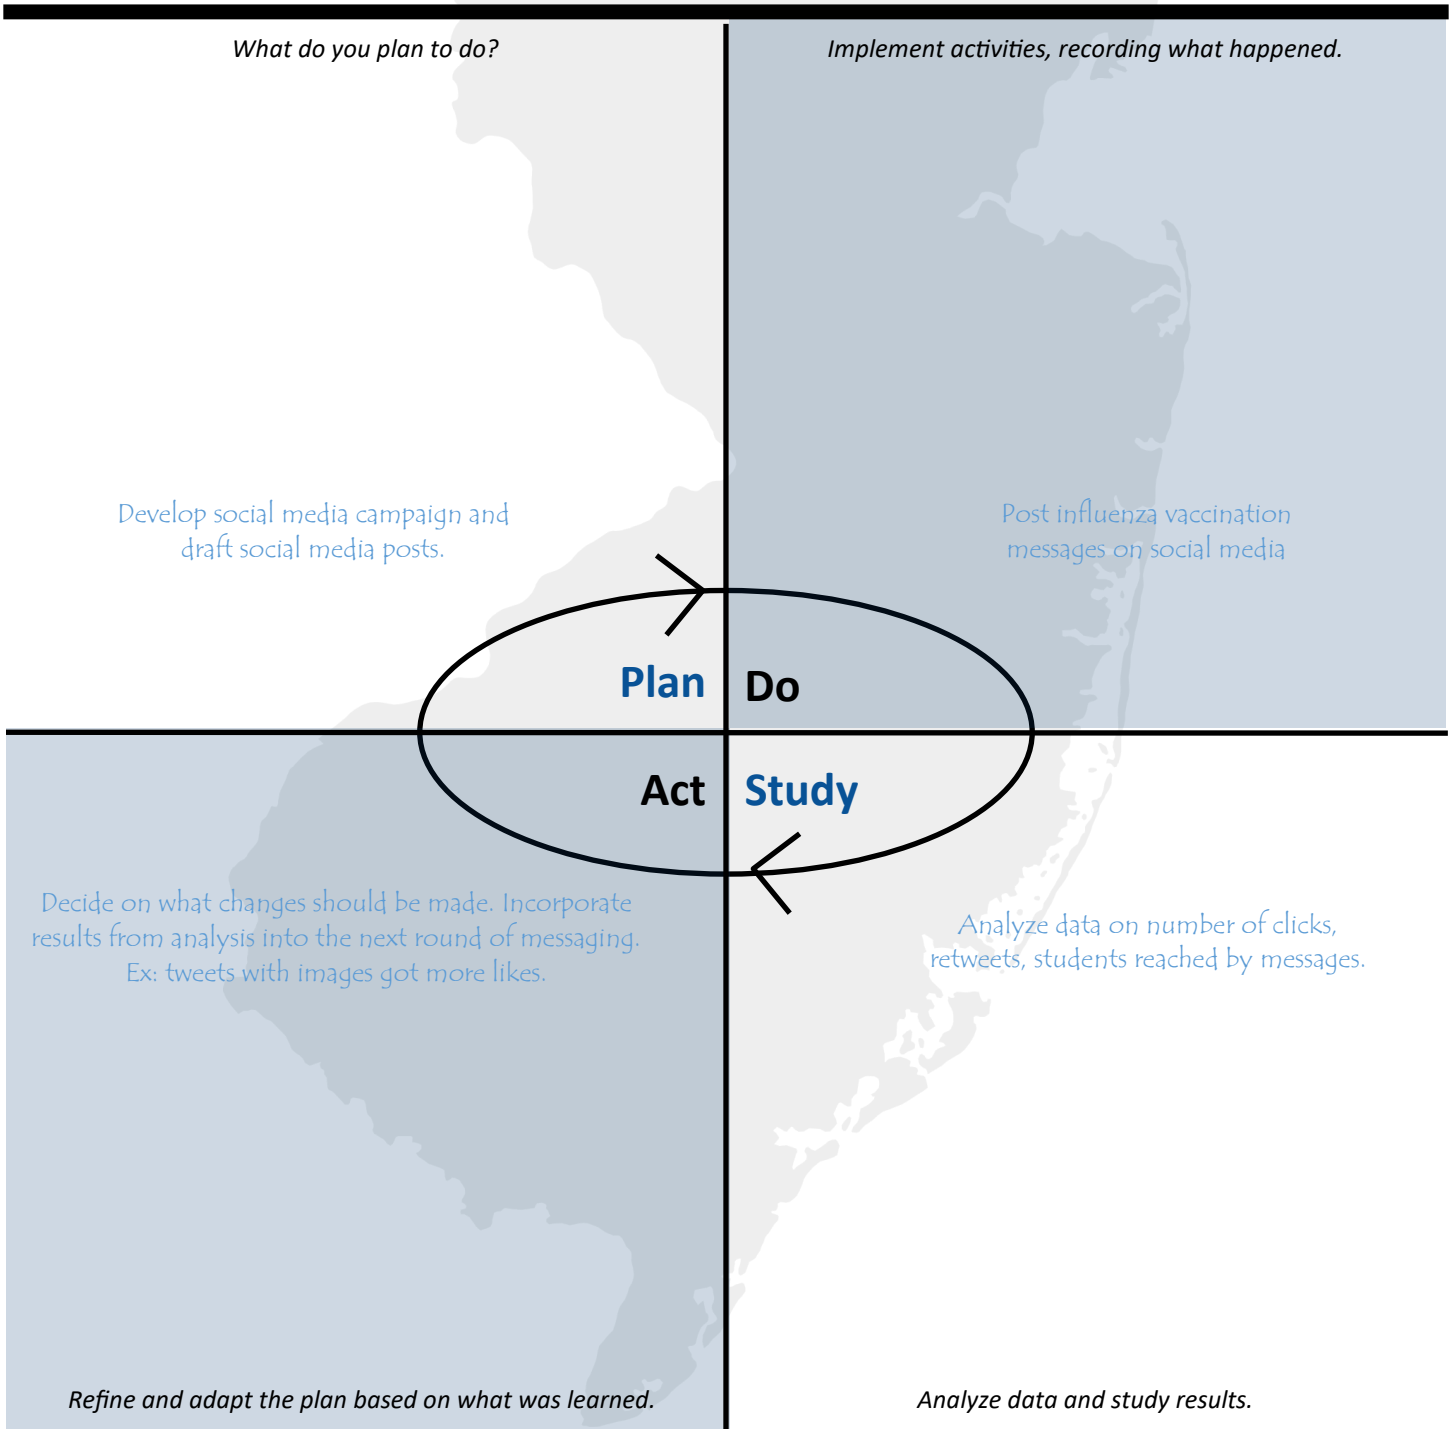 What do you plan to do?
Implement activities, recording what happened.
Develop social media campaign and
draft social media posts.
Post influenza vaccination
messages on social media
Plan
Do
Act
Study
Decide on what changes should be made. Incorporate
results from analysis into the next round of messaging.
Ex: tweets with images got more likes.
Analyze data on number of clicks,
retweets, students reached by messages.
Refine and adapt the plan based on what was learned.
Analyze data and study results.